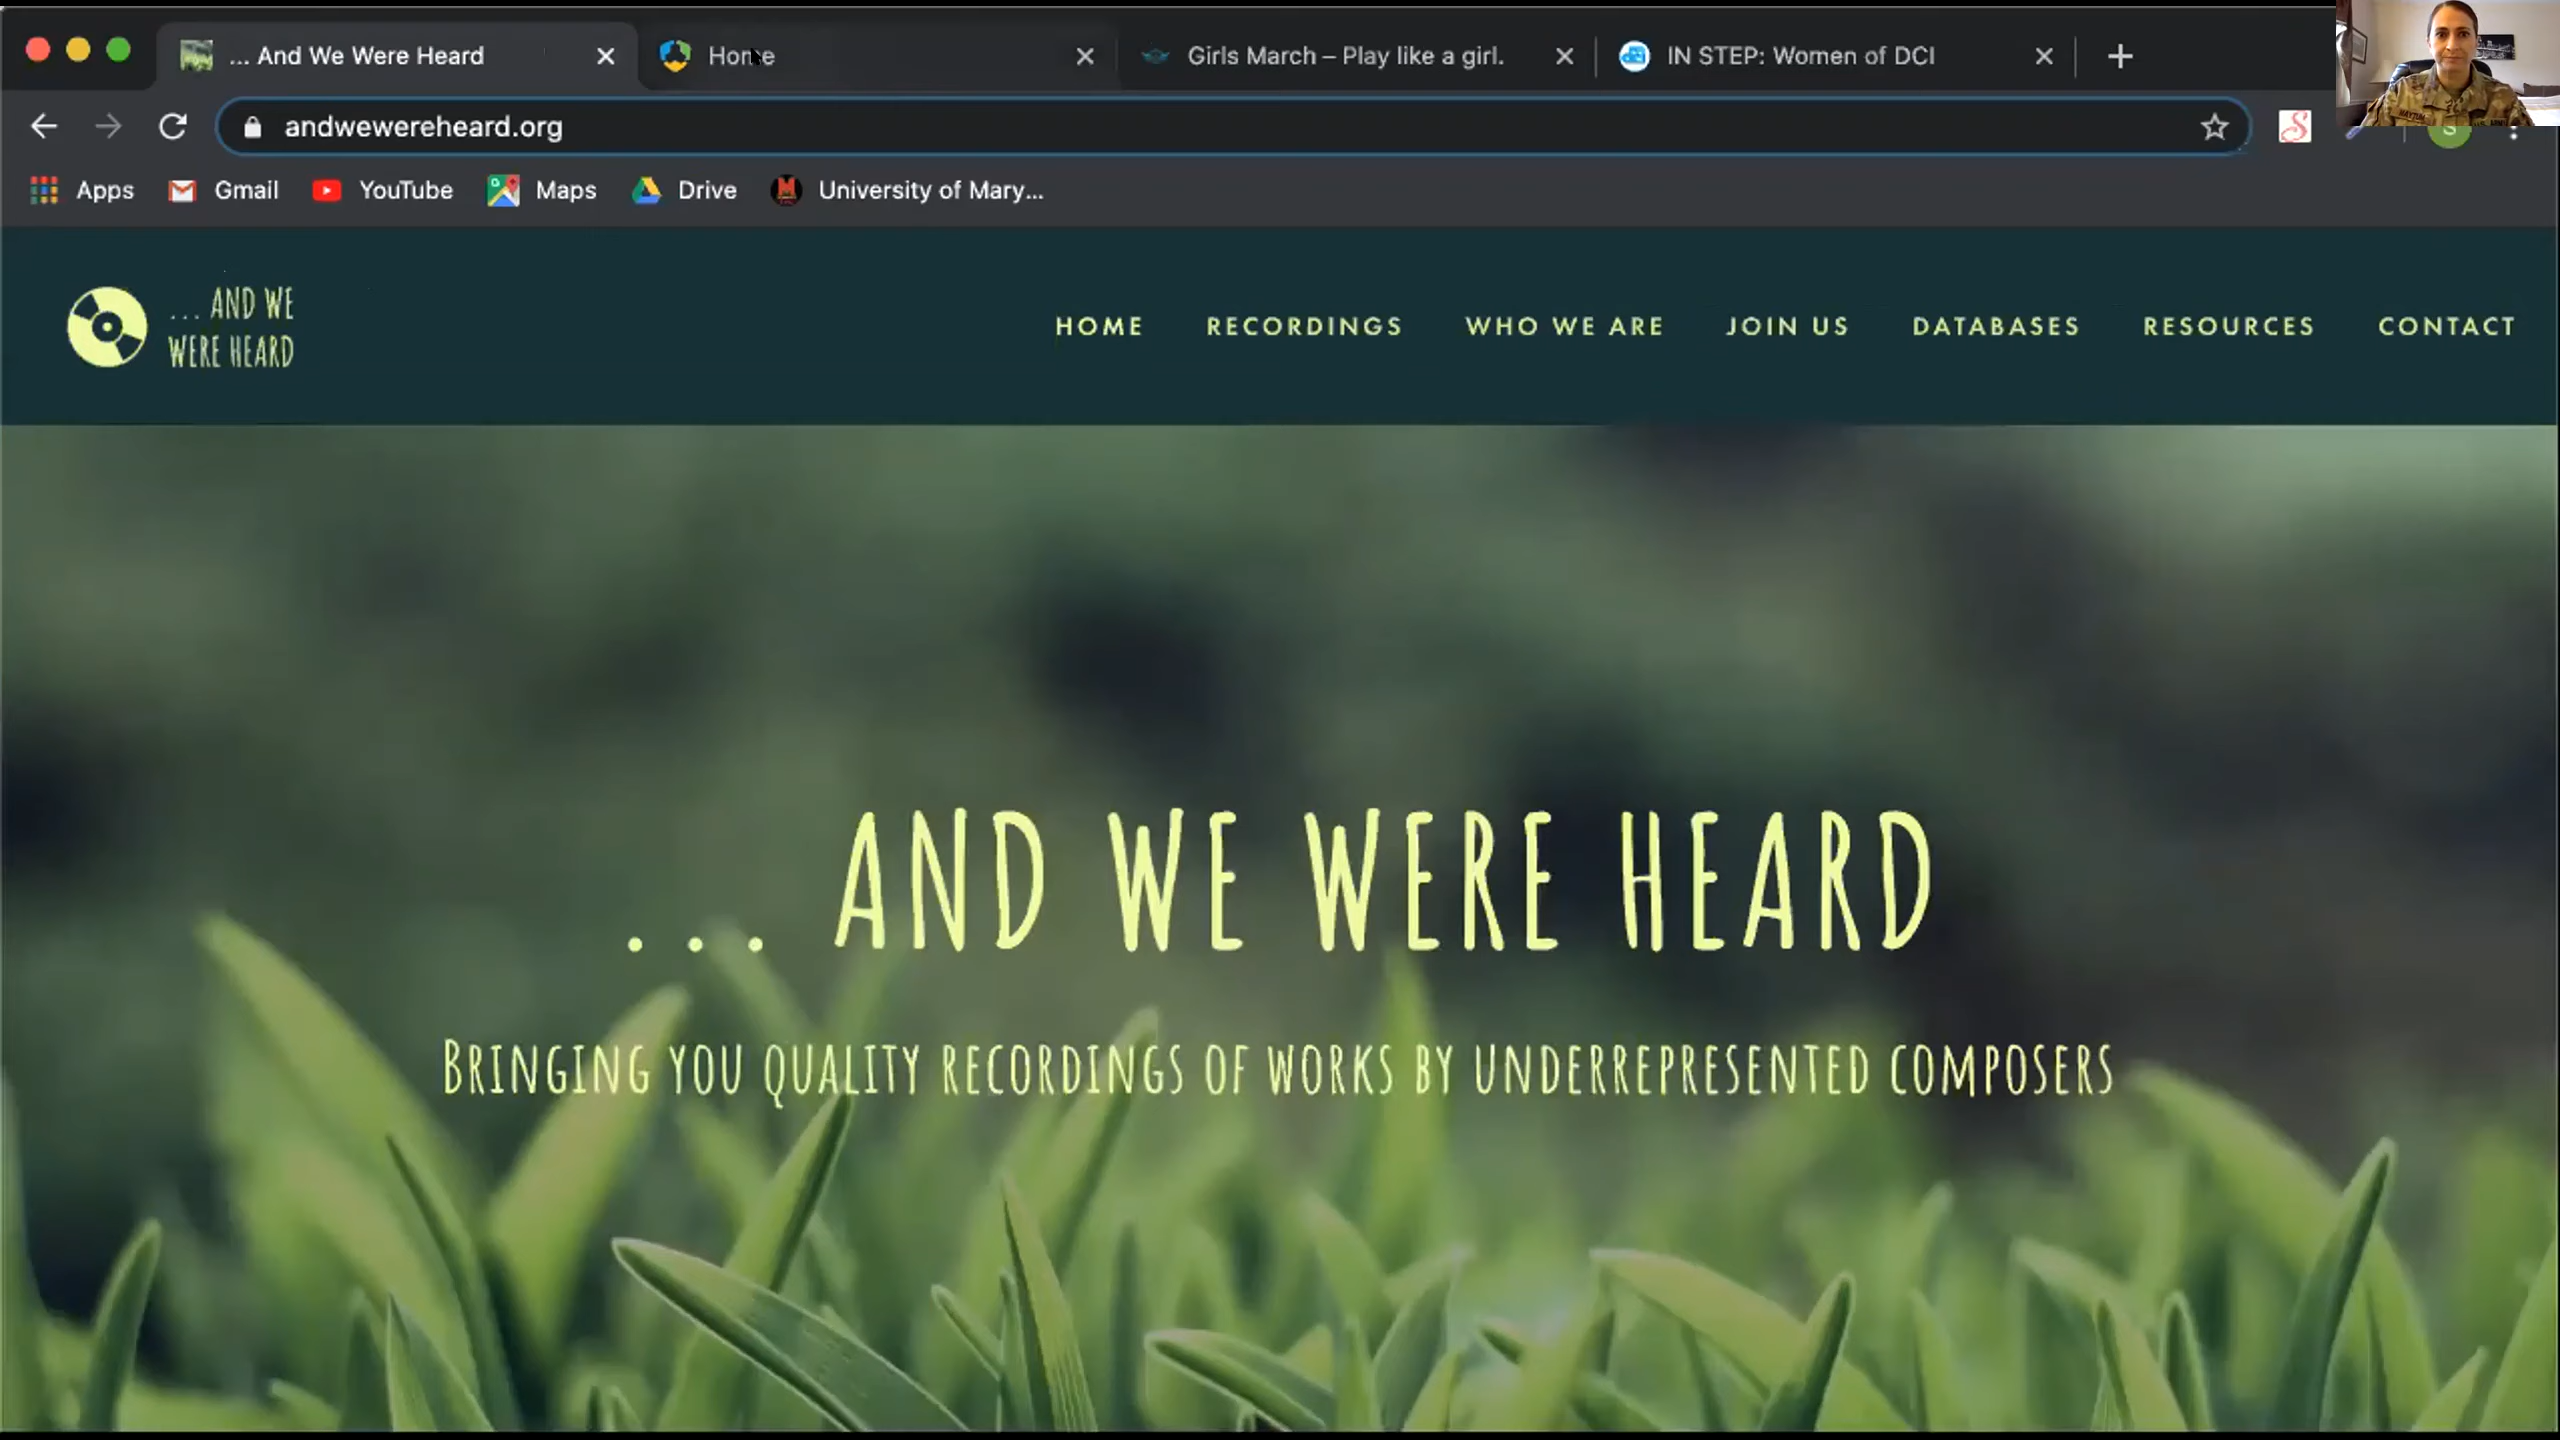 ... And We Were Heard
Home
Girls March – Play like a girl.
IN STEP: Women of DCI
andwewereheard.org
Apps
Gmail
YouTube
Maps
Drive
University of Mary...
... AND WE
WERE HEARD
HOME
RECORDINGS
WHO WE ARE
JOIN US
DATABASES
RESOURCES
CONTACT
... AND WE WERE HEARD
BRINGING YOU QUALITY RECORDINGS OF WORKS BY UNDERREPRESENTED COMPOSERS